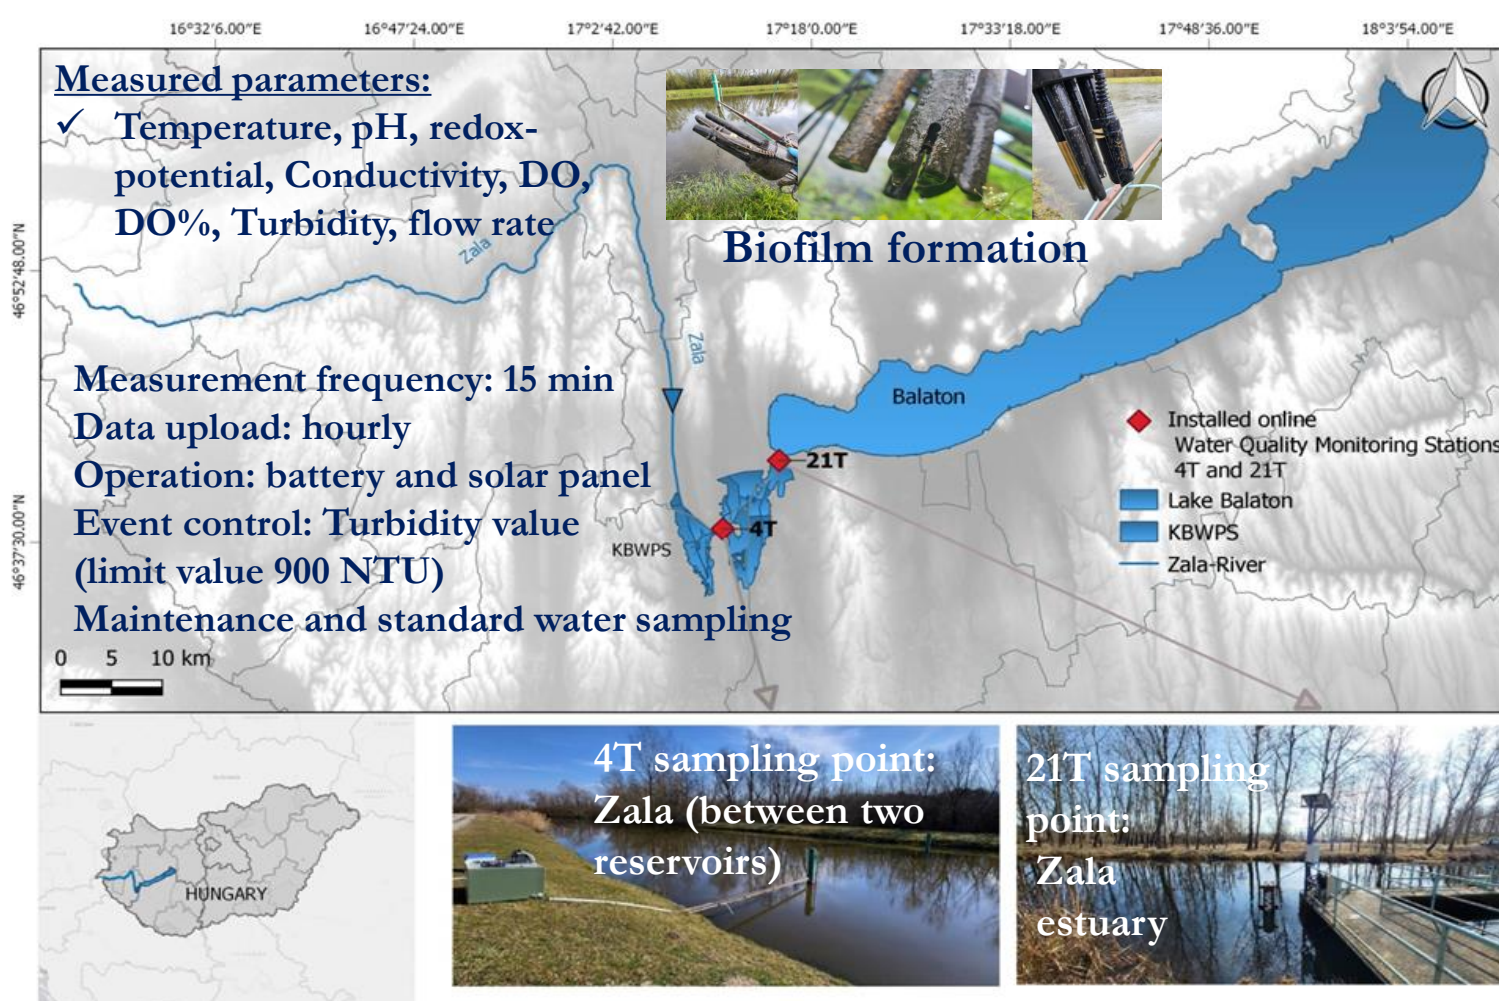 16°32'6.00"E
16°47'24.00"E
17°2'42.00"E
17°18'0.00"E
17°33'18.00"E
17°48'36.00"E
18°3'54.00"E
46°52'48.00"N
46°37'30.00"N
Measured parameters:
✓ Temperature, pH, redox-
potential, Conductivity, DO,
DO%, Turbidity, flow rate
Biofilm formation
Zala
Zala
Balaton
Measurement frequency: 15 min
Data upload: hourly
Operation: battery and solar panel
Event control: Turbidity value
(limit value 900 NTU)
Maintenance and standard water sampling
21T
4T
KBWPS
Installed online
Water Quality Monitoring Stations
4T and 21T
Lake Balaton
KBWPS
Zala-River
0 5 10 km
HUNGARY
4T sampling point:
Zala (between two
reservoirs)
21T sampling
point:
Zala
estuary